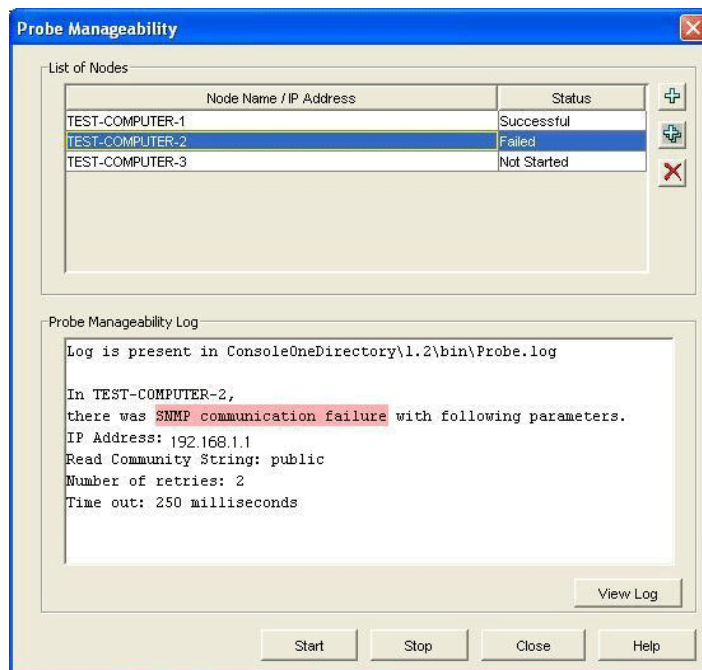 Probe Manageability
List of Nodes
Node Name / IP Address Status
TEST-COMPUTER-1 Successful
TEST-COMPUTER-2 Failed
TEST-COMPUTER-3 Not Started
Probe Manageability Log
Log is present in ConsoleOneDirectory\1.2\bin\Probe.log
In TEST-COMPUTER-2,
there was SNMP communication failure with following parameters.
IP Address: 192.168.1.1
Read Community String: public
Number of retries: 2
Time out: 250 milliseconds
View Log
Start Stop Close Help